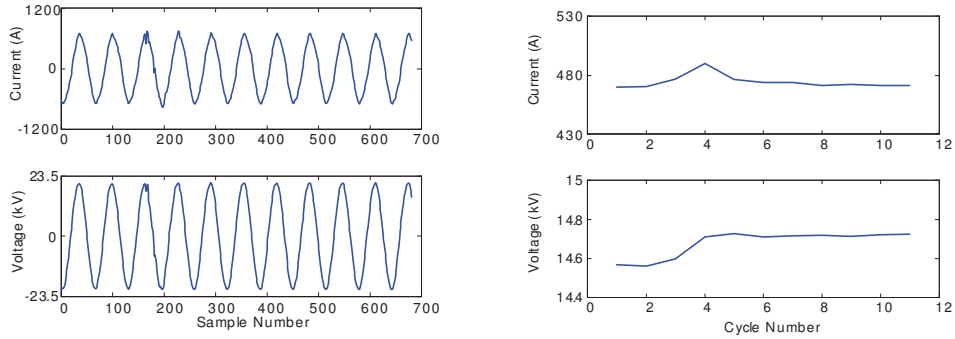 1200
0
-1200
Current (A)
0 100 200 300 400 500 600 700
23.5
0
-23.5
Voltage (kV)
0 100 200 300 400 500 600 700
Sample Number
530
480
430
Current (A)
0 2 4 6 8 10 12
15
14.8
14.6
14.4
Voltage (kV)
0 2 4 6 8 10 12
Cycle Number